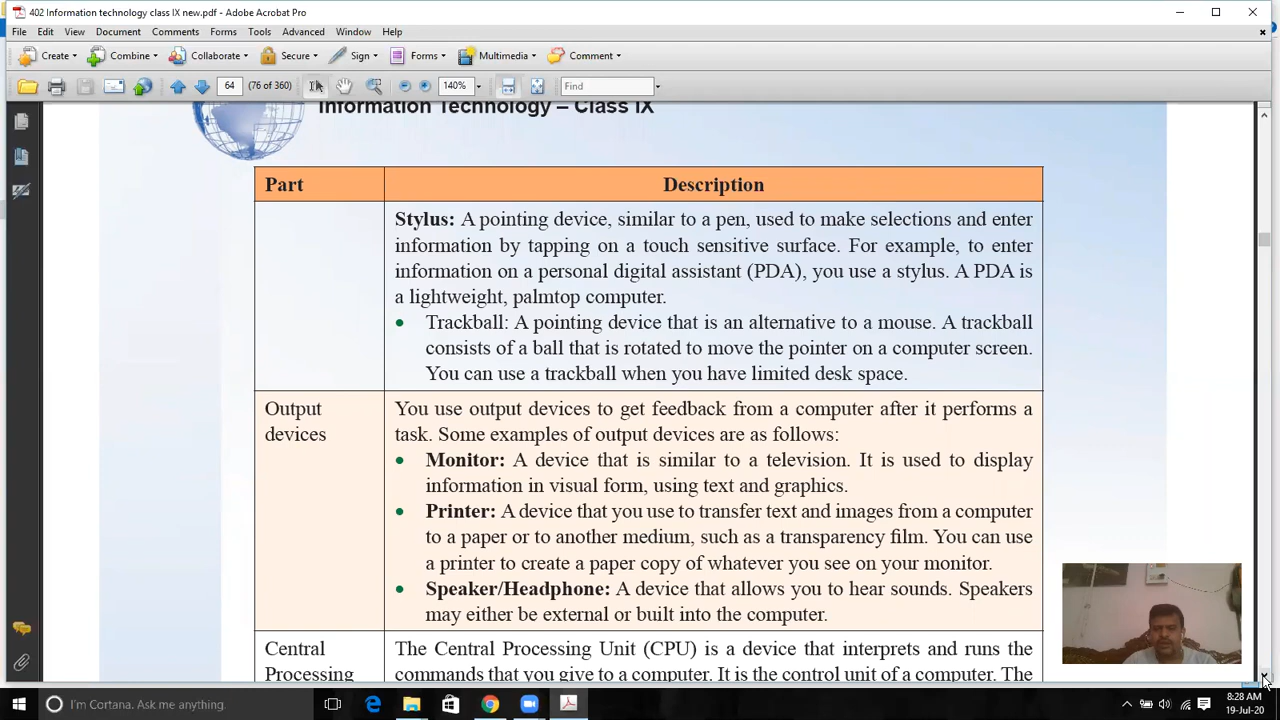 402 Information technology class IX new.pdf - Adobe Acrobat Pro
File Edit View Document Comments Forms Tools Advanced Window Help
Create Combine Collaborate Secure Sign Forms Multimedia Comment
64 (76 of 360) 140% Find
Information Technology – Class IX
Part Description
Stylus: A pointing device, similar to a pen, used to make selections and enter
information by tapping on a touch sensitive surface. For example, to enter
information on a personal digital assistant (PDA), you use a stylus. A PDA is
a lightweight, palmtop computer.
• Trackball: A pointing device that is an alternative to a mouse. A trackball
consists of a ball that is rotated to move the pointer on a computer screen.
You can use a trackball when you have limited desk space.
Output
devices
You use output devices to get feedback from a computer after it performs a
task. Some examples of output devices are as follows:
• Monitor: A device that is similar to a television. It is used to display
information in visual form, using text and graphics.
• Printer: A device that you use to transfer text and images from a computer
to a paper or to another medium, such as a transparency film. You can use
a printer to create a paper copy of whatever you see on your monitor.
• Speaker/Headphone: A device that allows you to hear sounds. Speakers
may either be external or built into the computer.
Central
Processing
The Central Processing Unit (CPU) is a device that interprets and runs the
commands that you give to a computer. It is the control unit of a computer. The
I'm Cortana. Ask me anything.
8:28 AM
19-Jul-20